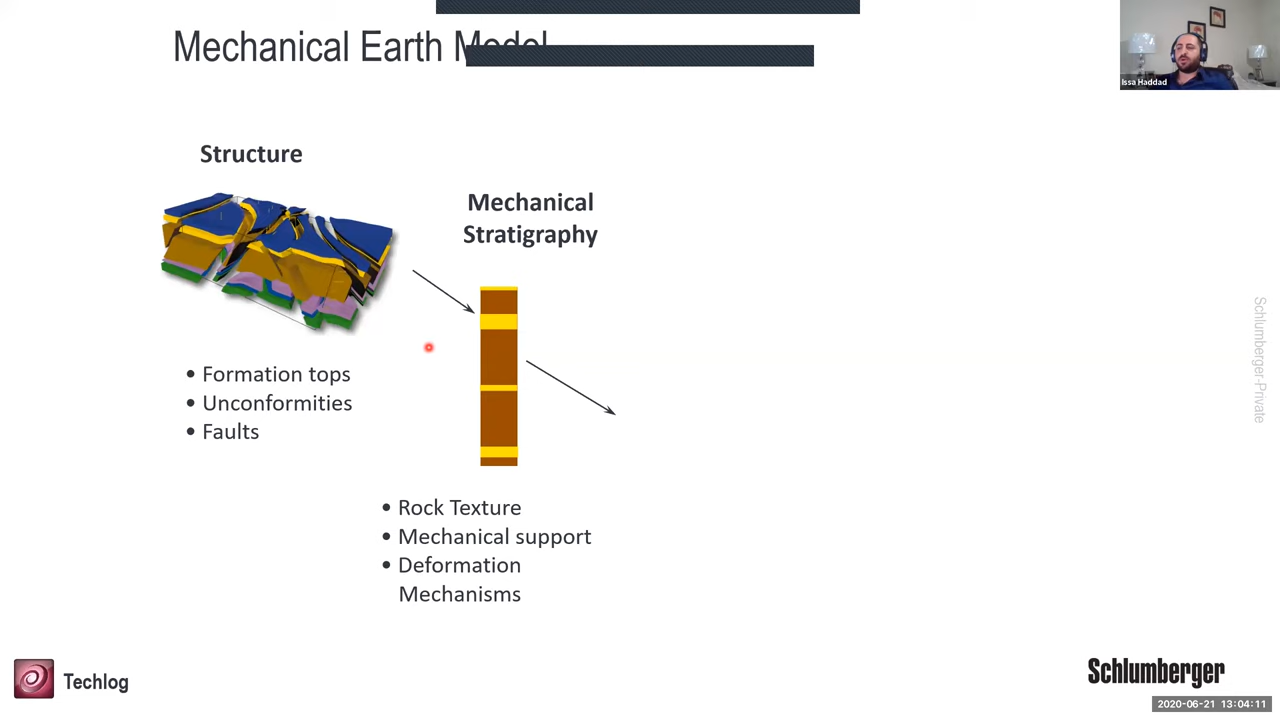 Mechanical Earth Model
Issa Haddad
Structure
Mechanical
Stratigraphy
• Formation tops
• Unconformities
• Faults
• Rock Texture
• Mechanical support
• Deformation
Mechanisms
Schlumberger-Private
Techlog
Schlumberger
2020-06-21 13:04:11